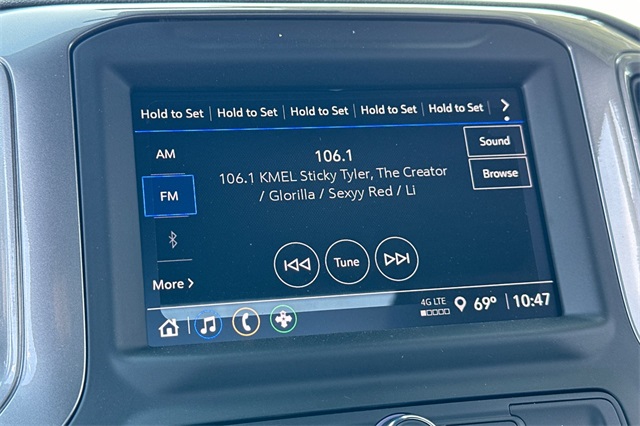 Hold to Set Hold to Set Hold to Set Hold to Set Hold to Set
AM
106.1
Sound
106.1 KMEL Sticky Tyler, The Creator
/ Glorilla / Sexyy Red / Li
Browse
FM
Tune
More
4G LTE
69° 10:47